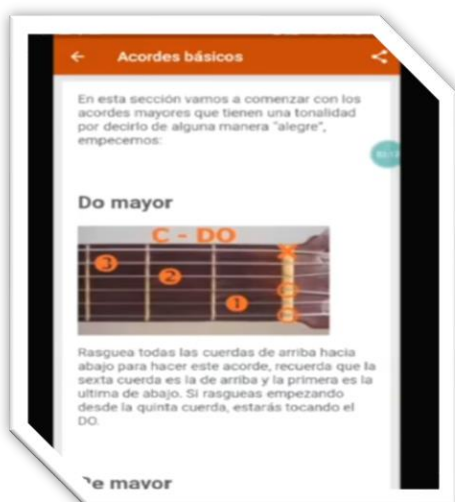 Acordes básicos
En esta sección vamos a comenzar con los
acordes mayores que tienen una tonalidad
por decirlo de alguna manera "alegre",
empecemos:
Do mayor
C - DO
3
2
1
Rasguea todas las cuerdas de arriba hacia
abajo para hacer este acorde, recuerda que la
sexta cuerda es la de arriba y la primera es la
ultima de abajo. Si rasgueas empezando
desde la quinta cuerda, estarás tocando el
DO.
Re mayor